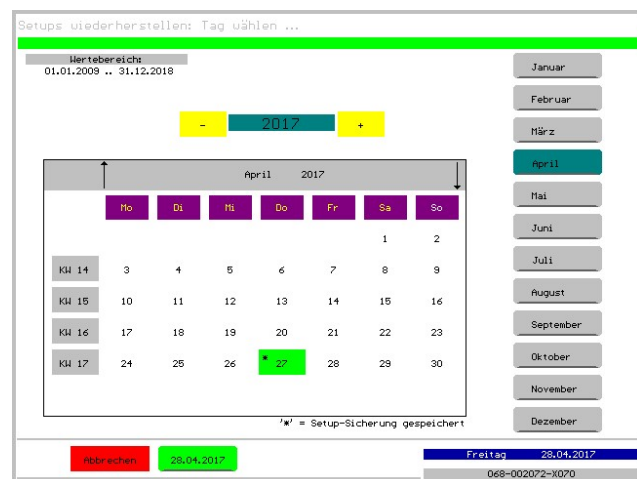 Setups wiederherstellen: Tag wählen ...
Wertebereich:
01.01.2009 .. 31.12.2018
- 2017 +
April 2017
Mo Di Mi Do Fr Sa So
1 2
KW 14 3 4 5 6 7 8 9
KW 15 10 11 12 13 14 15 16
KW 16 17 18 19 20 21 22 23
KW 17 24 25 26 * 27 28 29 30
'*' = Setup-Sicherung gespeichert
Januar
Februar
März
April
Mai
Juni
Juli
August
September
Oktober
November
Dezember
Abbrechen 28.04.2017
Freitag 28.04.2017
068-002072-X070